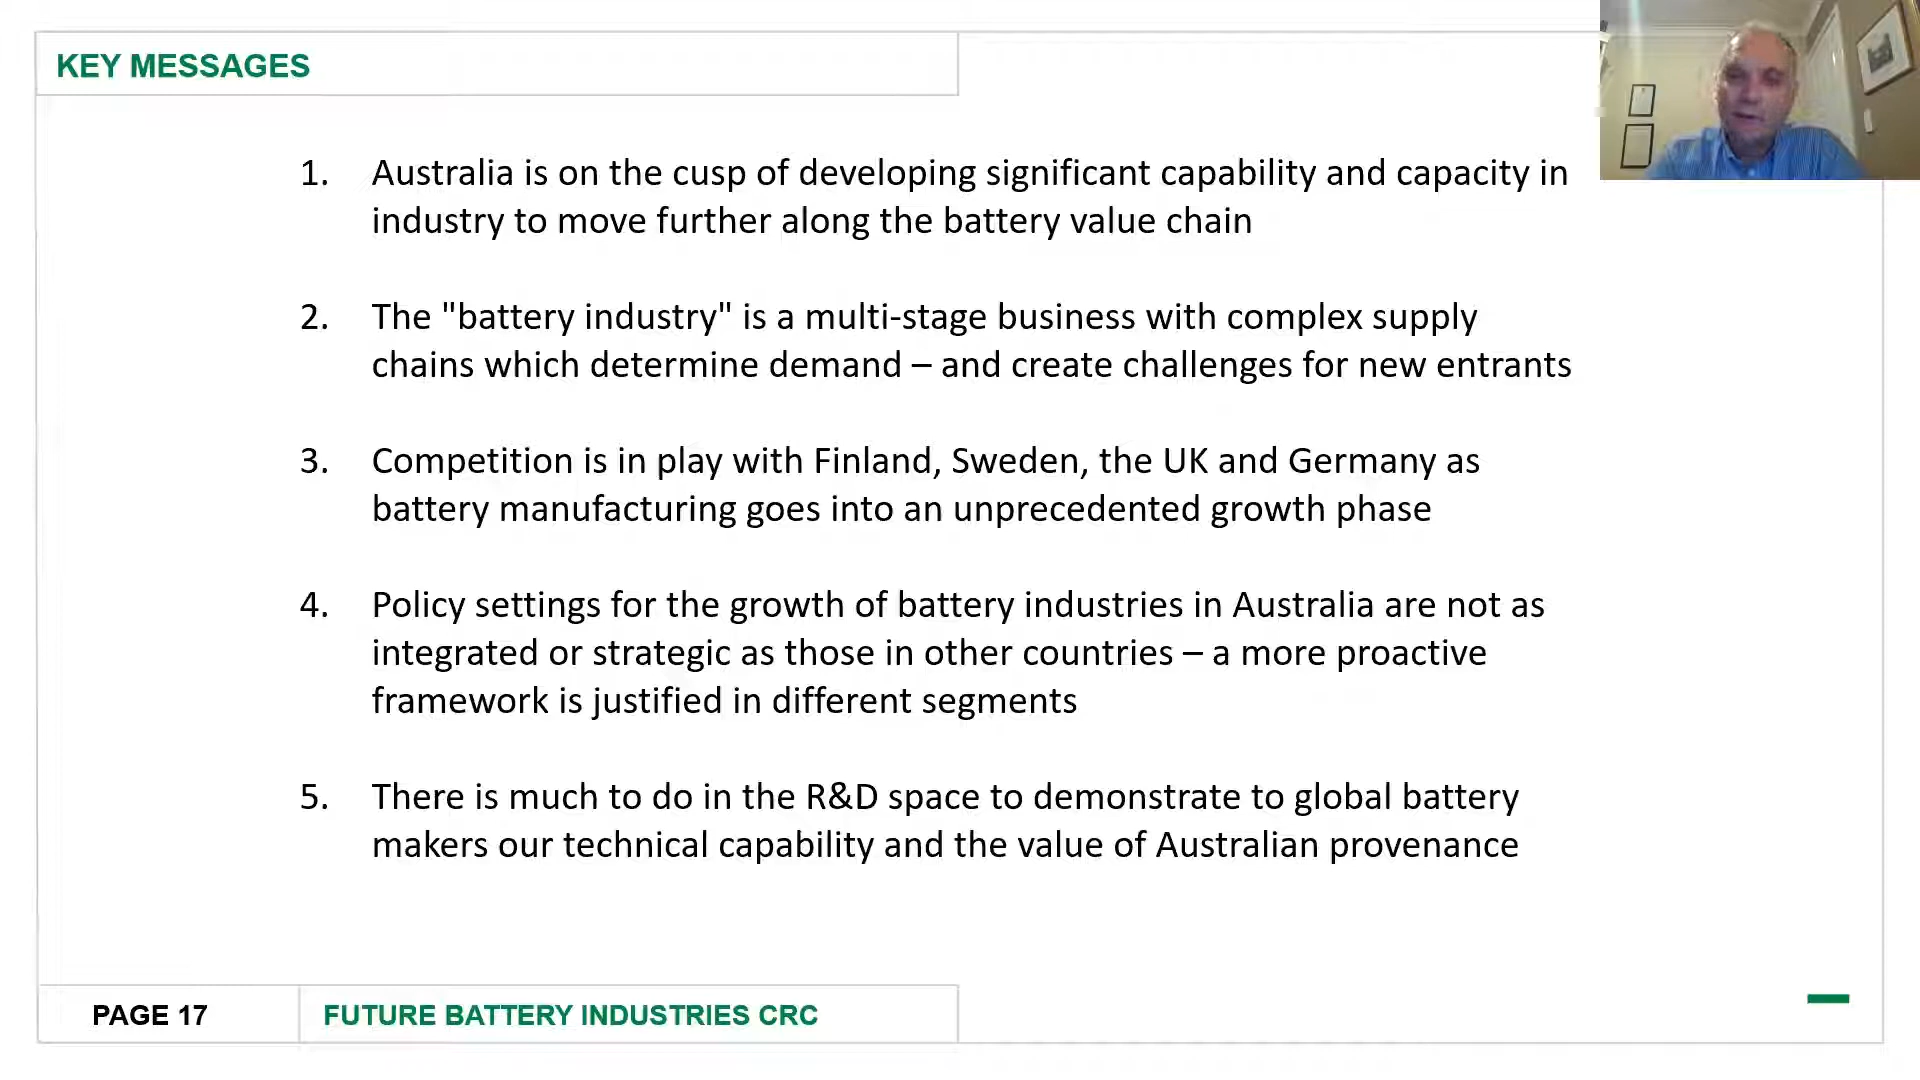 KEY MESSAGES
1. Australia is on the cusp of developing significant capability and capacity in
industry to move further along the battery value chain
2. The "battery industry" is a multi-stage business with complex supply
chains which determine demand – and create challenges for new entrants
3. Competition is in play with Finland, Sweden, the UK and Germany as
battery manufacturing goes into an unprecedented growth phase
4. Policy settings for the growth of battery industries in Australia are not as
integrated or strategic as those in other countries – a more proactive
framework is justified in different segments
5. There is much to do in the R&D space to demonstrate to global battery
makers our technical capability and the value of Australian provenance
PAGE 17
FUTURE BATTERY INDUSTRIES CRC